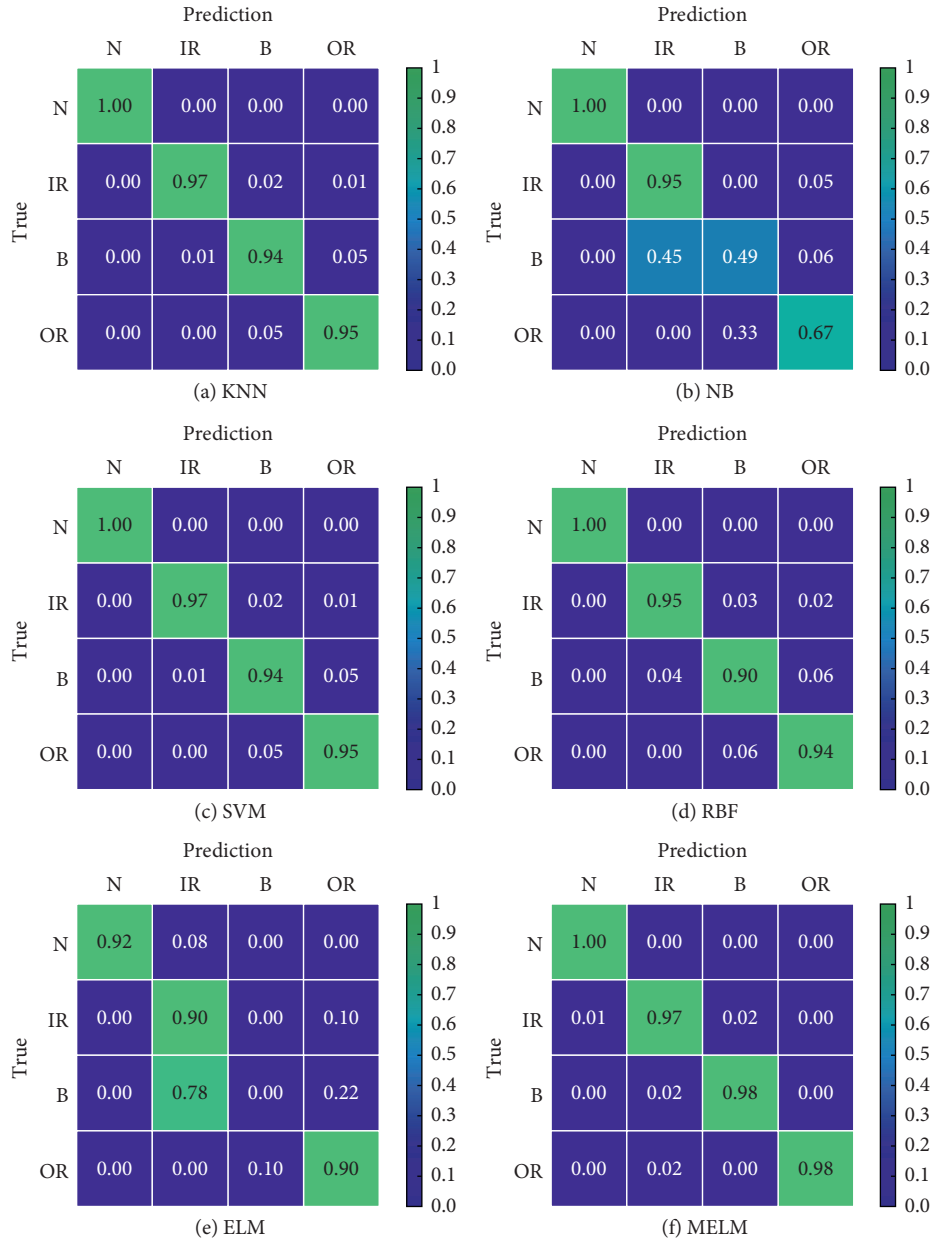 Prediction
N IR B OR
N 1.00 0.00 0.00 0.00
IR 0.00 0.97 0.02 0.01
B 0.00 0.01 0.94 0.05
OR 0.00 0.00 0.05 0.95
True
1
0.9
0.8
0.7
0.6
0.5
0.4
0.3
0.2
0.1
0.0
(a) KNN
Prediction
N IR B OR
N 1.00 0.00 0.00 0.00
IR 0.00 0.95 0.00 0.05
B 0.00 0.45 0.49 0.06
OR 0.00 0.00 0.33 0.67
True
1
0.9
0.8
0.7
0.6
0.5
0.4
0.3
0.2
0.1
0.0
(b) NB
Prediction
N IR B OR
N 1.00 0.00 0.00 0.00
IR 0.00 0.97 0.02 0.01
B 0.00 0.01 0.94 0.05
OR 0.00 0.00 0.05 0.95
True
1
0.9
0.8
0.7
0.6
0.5
0.4
0.3
0.2
0.1
0.0
(c) SVM
Prediction
N IR B OR
N 1.00 0.00 0.00 0.00
IR 0.00 0.95 0.03 0.02
B 0.00 0.04 0.90 0.06
OR 0.00 0.00 0.06 0.94
True
1
0.9
0.8
0.7
0.6
0.5
0.4
0.3
0.2
0.1
0.0
(d) RBF
Prediction
N IR B OR
N 0.92 0.08 0.00 0.00
IR 0.00 0.90 0.00 0.10
B 0.00 0.78 0.00 0.22
OR 0.00 0.00 0.10 0.90
True
1
0.9
0.8
0.7
0.6
0.5
0.4
0.3
0.2
0.1
0.0
(e) ELM
Prediction
N IR B OR
N 1.00 0.00 0.00 0.00
IR 0.01 0.97 0.02 0.00
B 0.00 0.02 0.98 0.00
OR 0.00 0.02 0.00 0.98
True
1
0.9
0.8
0.7
0.6
0.5
0.4
0.3
0.2
0.1
0.0
(f) MELM